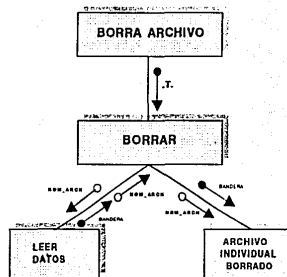 BORRA ARCHIVO
.T.
BORRAR
NOM_ARCH
NOM_ARCH
BANDERA
BANDERA
NOM_ARCH
LEER
DATOS
ARCHIVO
INDIVIDUAL
BORRADO